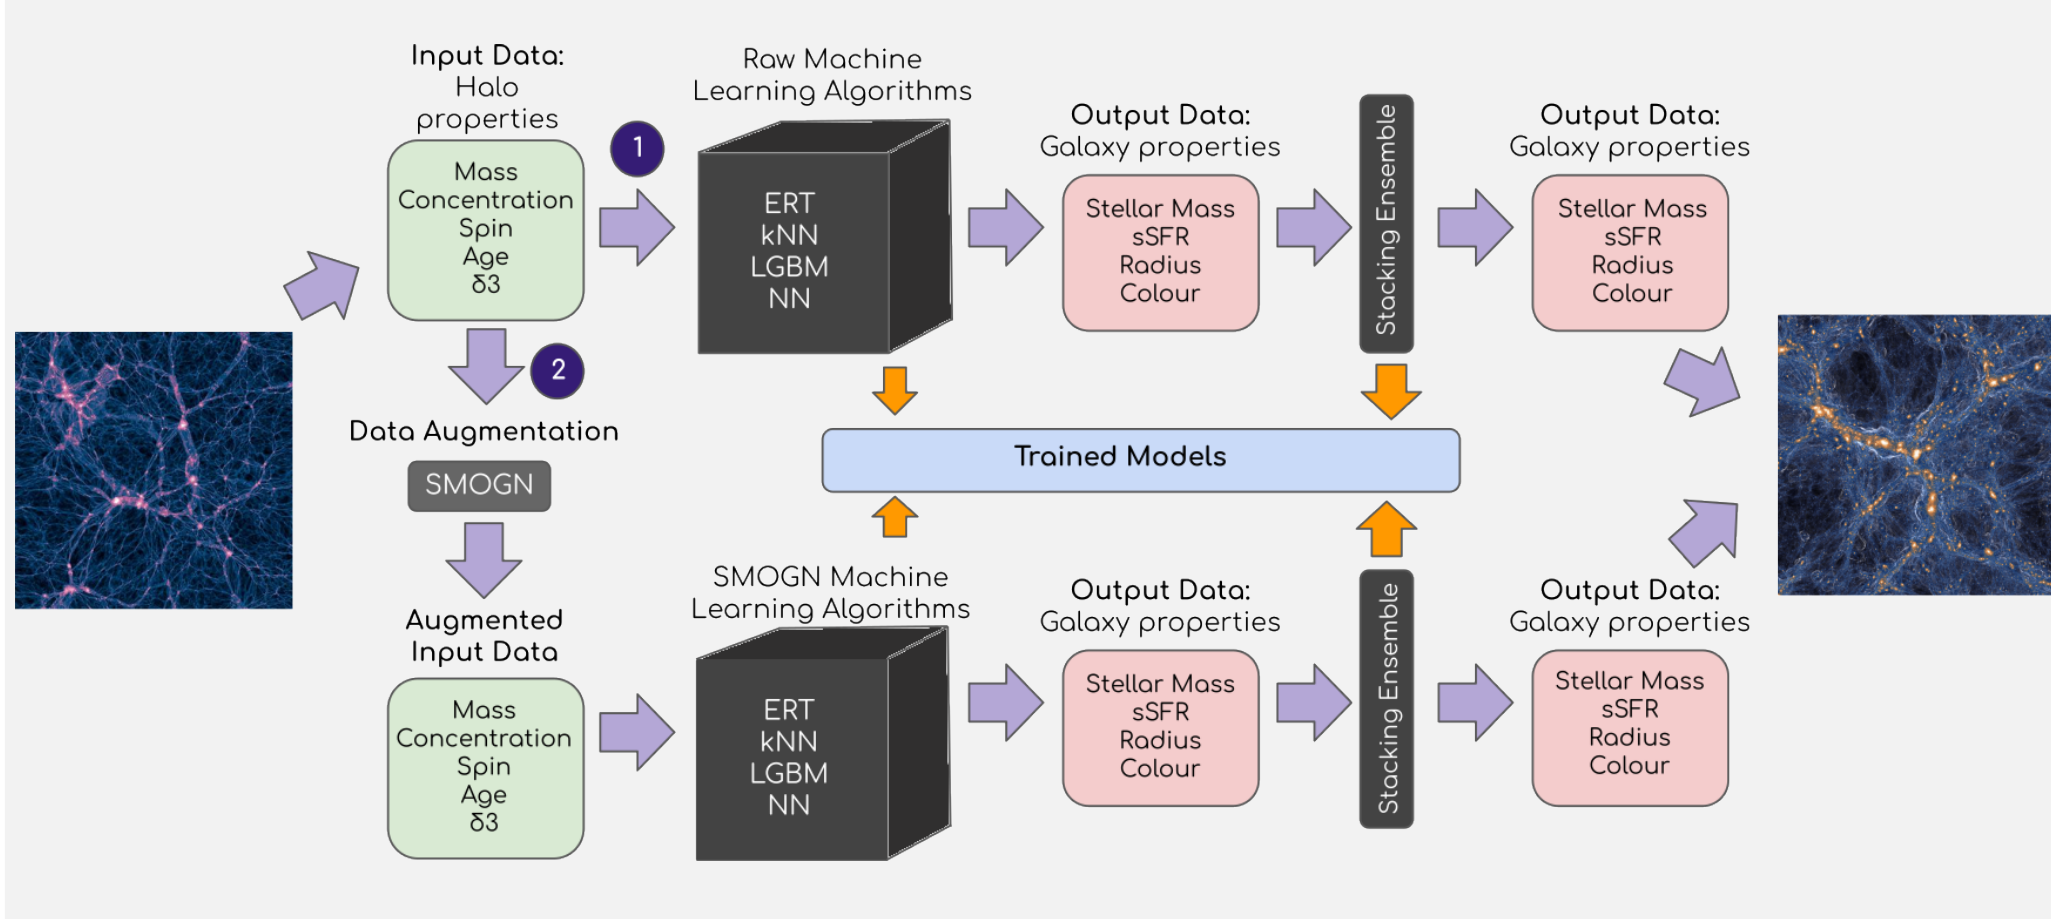 Input Data:
Halo
properties
Mass
Concentration
Spin
Age
δ3
1
Raw Machine
Learning Algorithms
ERT
kNN
LGBM
NN
Output Data:
Galaxy properties
Stellar Mass
sSFR
Radius
Colour
Stacking Ensemble
Output Data:
Galaxy properties
Stellar Mass
sSFR
Radius
Colour
2
Data Augmentation
SMOGN
Trained Models
Augmented
Input Data
Mass
Concentration
Spin
Age
δ3
SMOGN Machine
Learning Algorithms
ERT
kNN
LGBM
NN
Output Data:
Galaxy properties
Stellar Mass
sSFR
Radius
Colour
Stacking Ensemble
Output Data:
Galaxy properties
Stellar Mass
sSFR
Radius
Colour